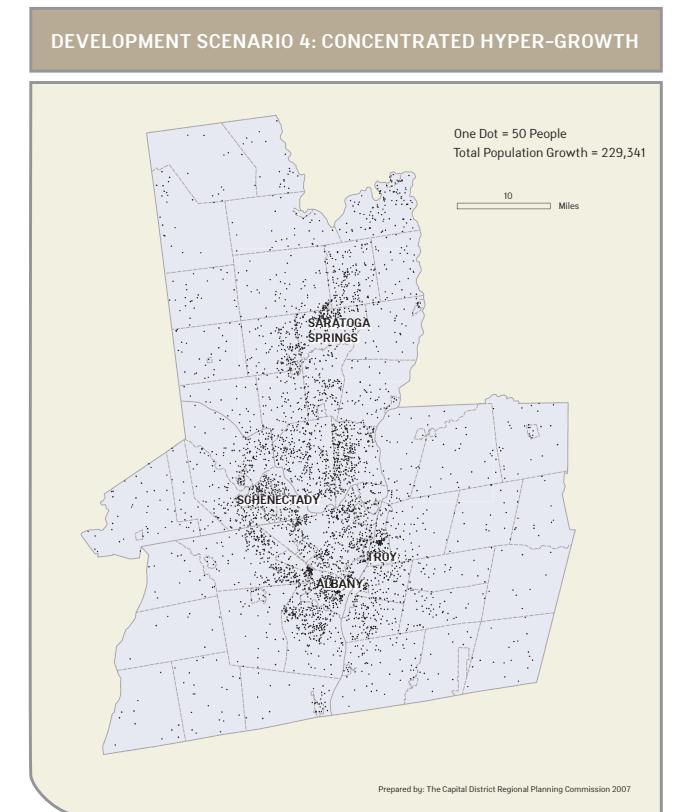 DEVELOPMENT SCENARIO 4: CONCENTRATED HYPER-GROWTH
One Dot = 50 People
Total Population Growth = 229,341
10
Miles
SARATOGA
SPRINGS
SCHENECTADY
TROY
ALBANY
Prepared by: The Capital District Regional Planning Commission 2007